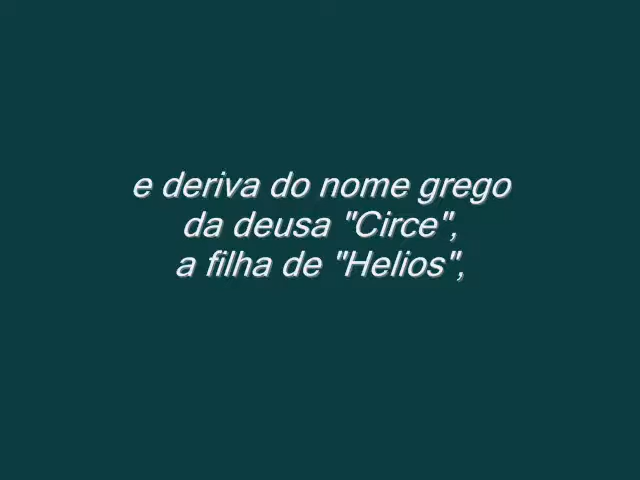 e deriva do nome grego
da deusa "Circe",
a filha de "Helios",